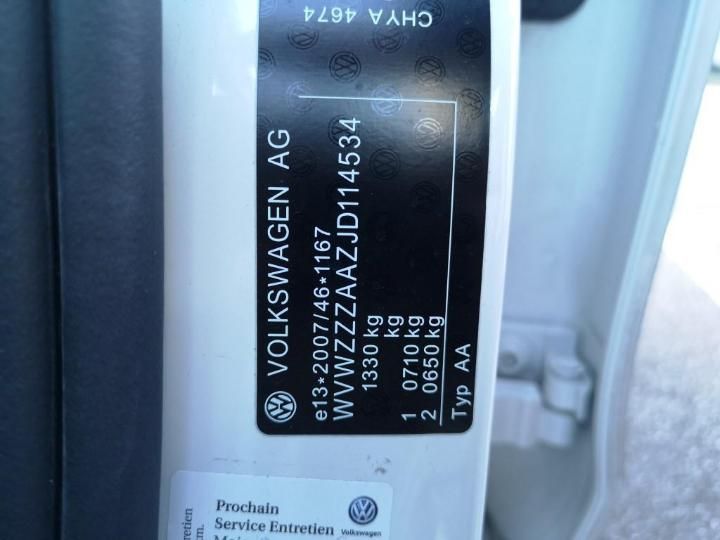 CHYA 4674
VOLKSWAGEN AG
e13*2007/46*1167
WVWZZZAAZJD114534
1330 kg
kg
1 0710 kg
2 0650 kg
Typ AA
Prochain
Service Entretien
Volkswagen